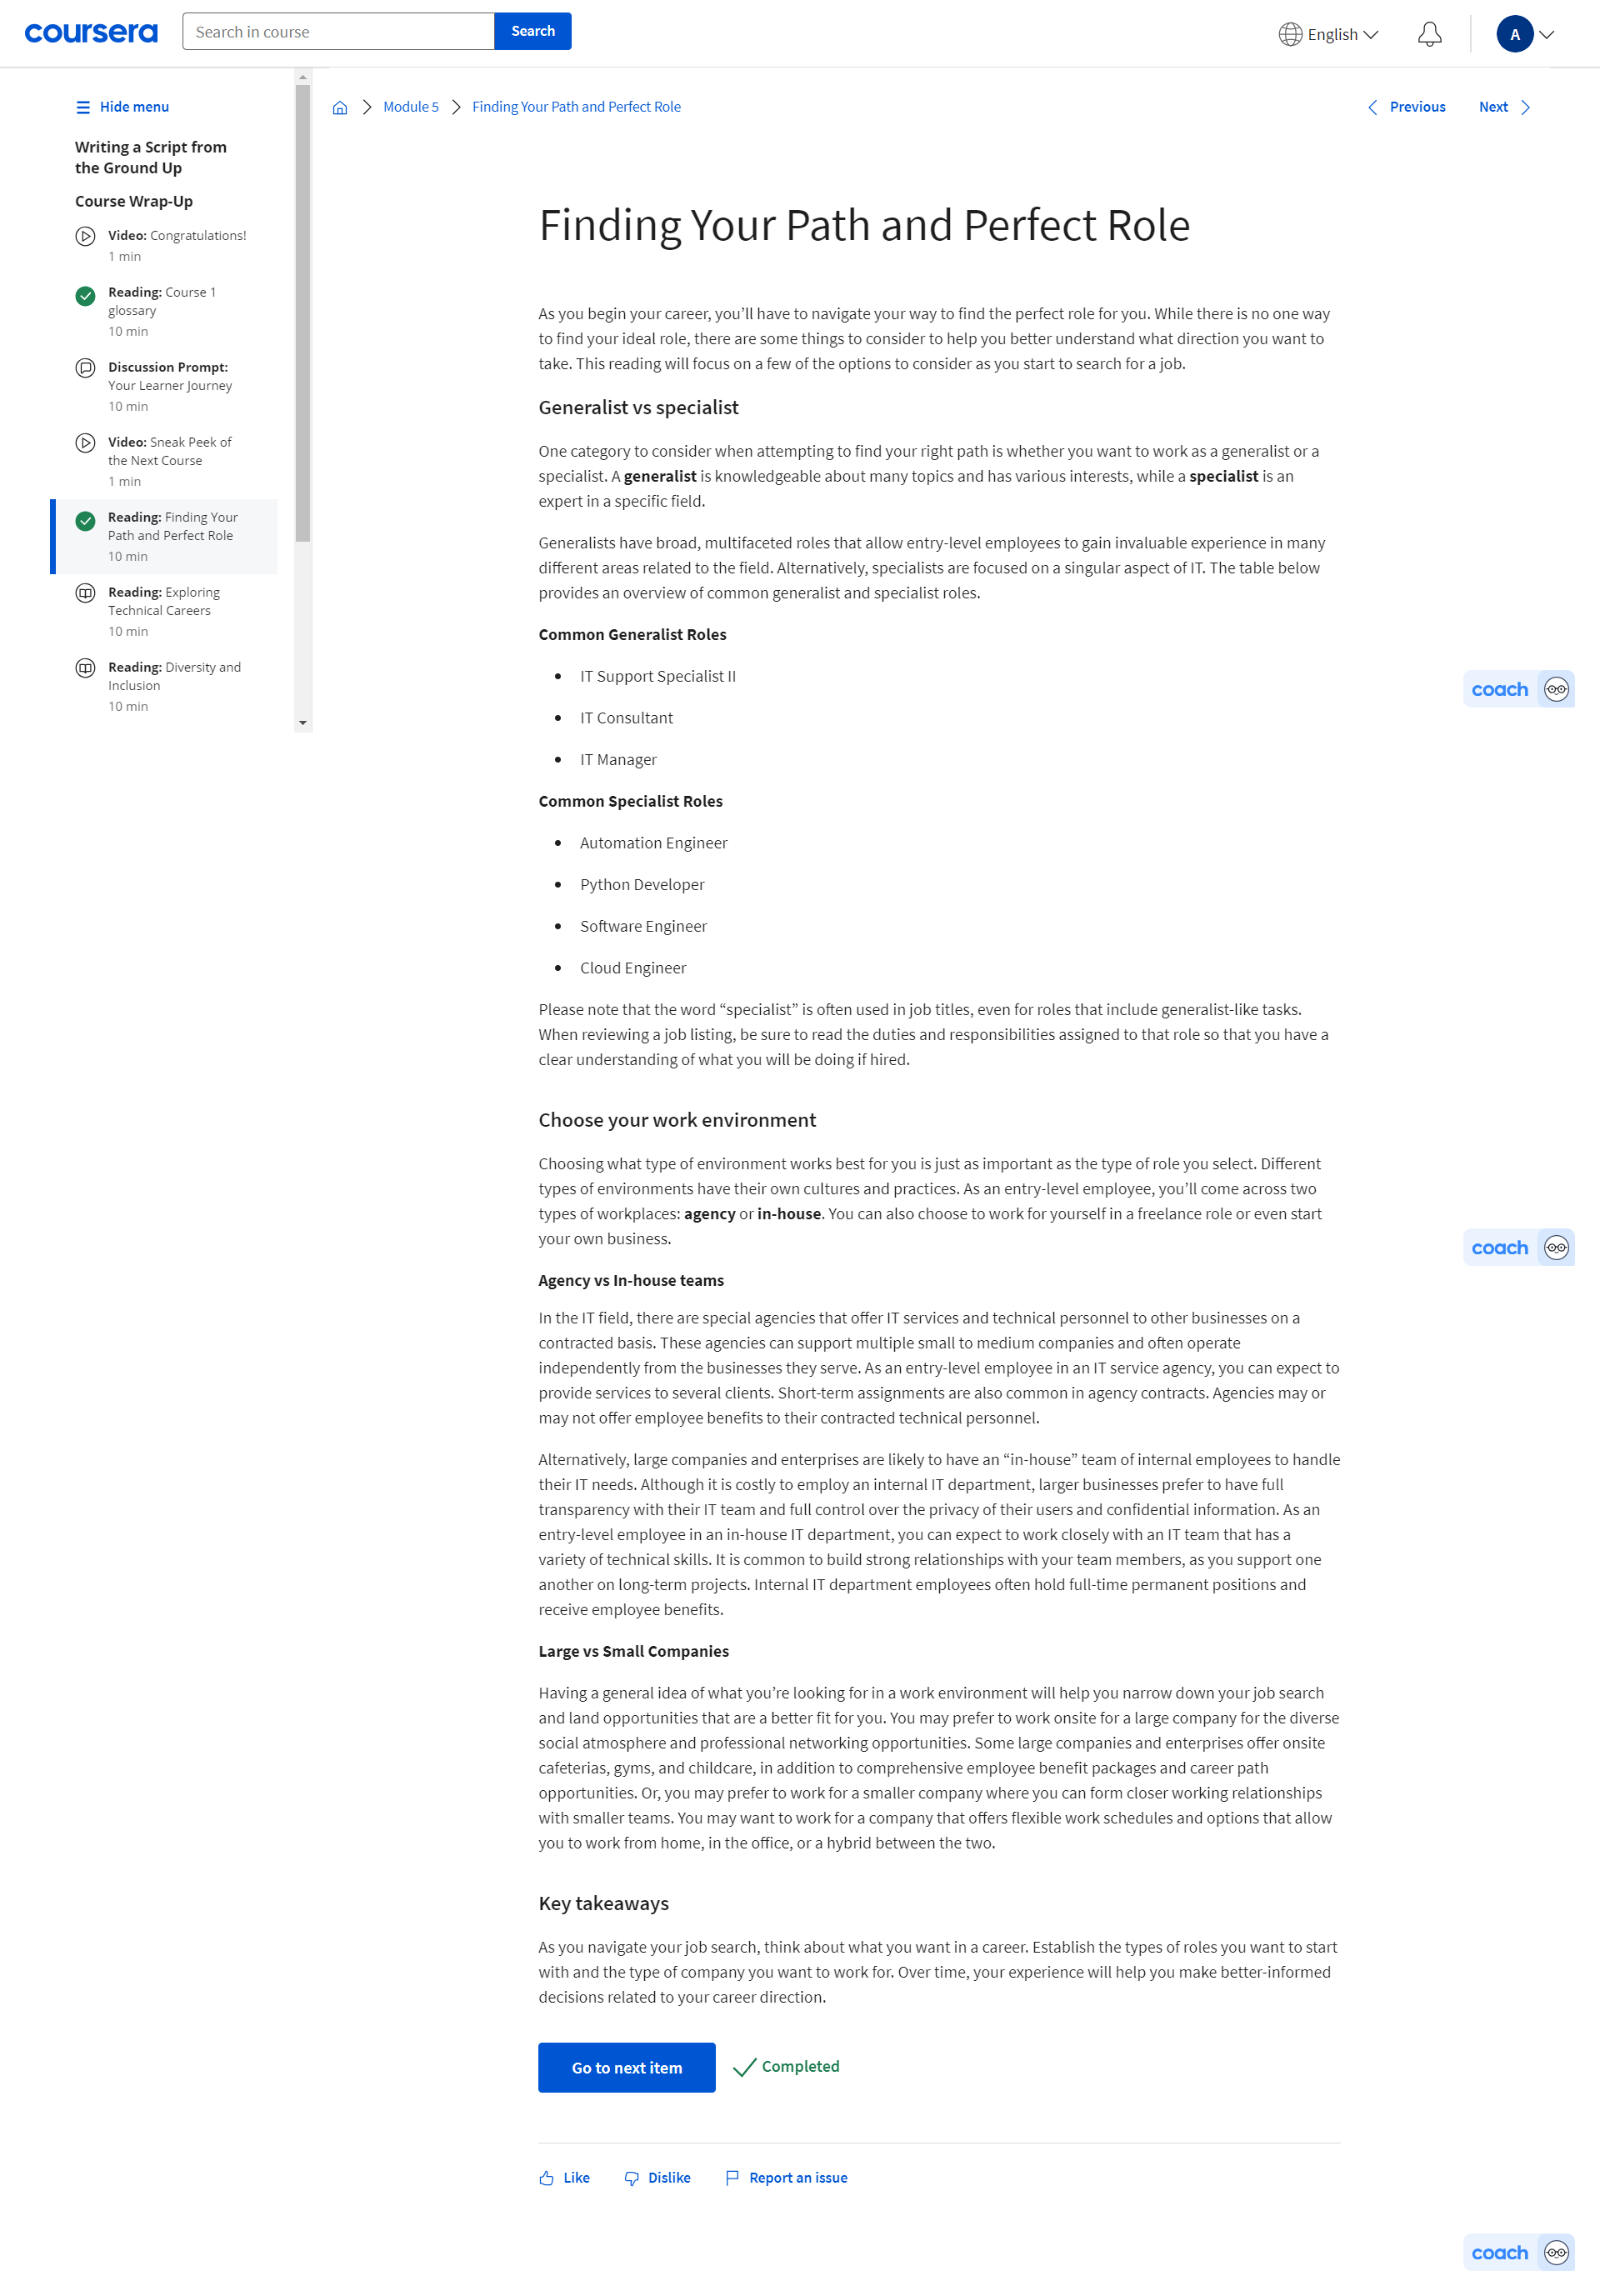 coursera
Search in course
Search
English
A
Hide menu
Writing a Script from
the Ground Up
Course Wrap-Up
Video: Congratulations!
1 min
Reading: Course 1
glossary
10 min
Discussion Prompt:
Your Learner Journey
10 min
Video: Sneak Peek of
the Next Course
1 min
Reading: Finding Your
Path and Perfect Role
10 min
Reading: Exploring
Technical Careers
10 min
Reading: Diversity and
Inclusion
10 min
Module 5
Finding Your Path and Perfect Role
Previous
Next
Finding Your Path and Perfect Role
As you begin your career, you’ll have to navigate your way to find the perfect role for you. While there is no one way
to find your ideal role, there are some things to consider to help you better understand what direction you want to
take. This reading will focus on a few of the options to consider as you start to search for a job.
Generalist vs specialist
One category to consider when attempting to find your right path is whether you want to work as a generalist or a
specialist. A generalist is knowledgeable about many topics and has various interests, while a specialist is an
expert in a specific field.
Generalists have broad, multifaceted roles that allow entry-level employees to gain invaluable experience in many
different areas related to the field. Alternatively, specialists are focused on a singular aspect of IT. The table below
provides an overview of common generalist and specialist roles.
Common Generalist Roles
IT Support Specialist II
IT Consultant
IT Manager
Common Specialist Roles
Automation Engineer
Python Developer
Software Engineer
Cloud Engineer
Please note that the word “specialist” is often used in job titles, even for roles that include generalist-like tasks.
When reviewing a job listing, be sure to read the duties and responsibilities assigned to that role so that you have a
clear understanding of what you will be doing if hired.
Choose your work environment
Choosing what type of environment works best for you is just as important as the type of role you select. Different
types of environments have their own cultures and practices. As an entry-level employee, you’ll come across two
types of workplaces: agency or in-house. You can also choose to work for yourself in a freelance role or even start
your own business.
Agency vs In-house teams
In the IT field, there are special agencies that offer IT services and technical personnel to other businesses on a
contracted basis. These agencies can support multiple small to medium companies and often operate
independently from the businesses they serve. As an entry-level employee in an IT service agency, you can expect to
provide services to several clients. Short-term assignments are also common in agency contracts. Agencies may or
may not offer employee benefits to their contracted technical personnel.
Alternatively, large companies and enterprises are likely to have an “in-house” team of internal employees to handle
their IT needs. Although it is costly to employ an internal IT department, larger businesses prefer to have full
transparency with their IT team and full control over the privacy of their users and confidential information. As an
entry-level employee in an in-house IT department, you can expect to work closely with an IT team that has a
variety of technical skills. It is common to build strong relationships with your team members, as you support one
another on long-term projects. Internal IT department employees often hold full-time permanent positions and
receive employee benefits.
Large vs Small Companies
Having a general idea of what you’re looking for in a work environment will help you narrow down your job search
and land opportunities that are a better fit for you. You may prefer to work onsite for a large company for the diverse
social atmosphere and professional networking opportunities. Some large companies and enterprises offer onsite
cafeterias, gyms, and childcare, in addition to comprehensive employee benefit packages and career path
opportunities. Or, you may prefer to work for a smaller company where you can form closer working relationships
with smaller teams. You may want to work for a company that offers flexible work schedules and options that allow
you to work from home, in the office, or a hybrid between the two.
Key takeaways
As you navigate your job search, think about what you want in a career. Establish the types of roles you want to start
with and the type of company you want to work for. Over time, your experience will help you make better-informed
decisions related to your career direction.
Go to next item
Completed
Like
Dislike
Report an issue
coach
coach
coach